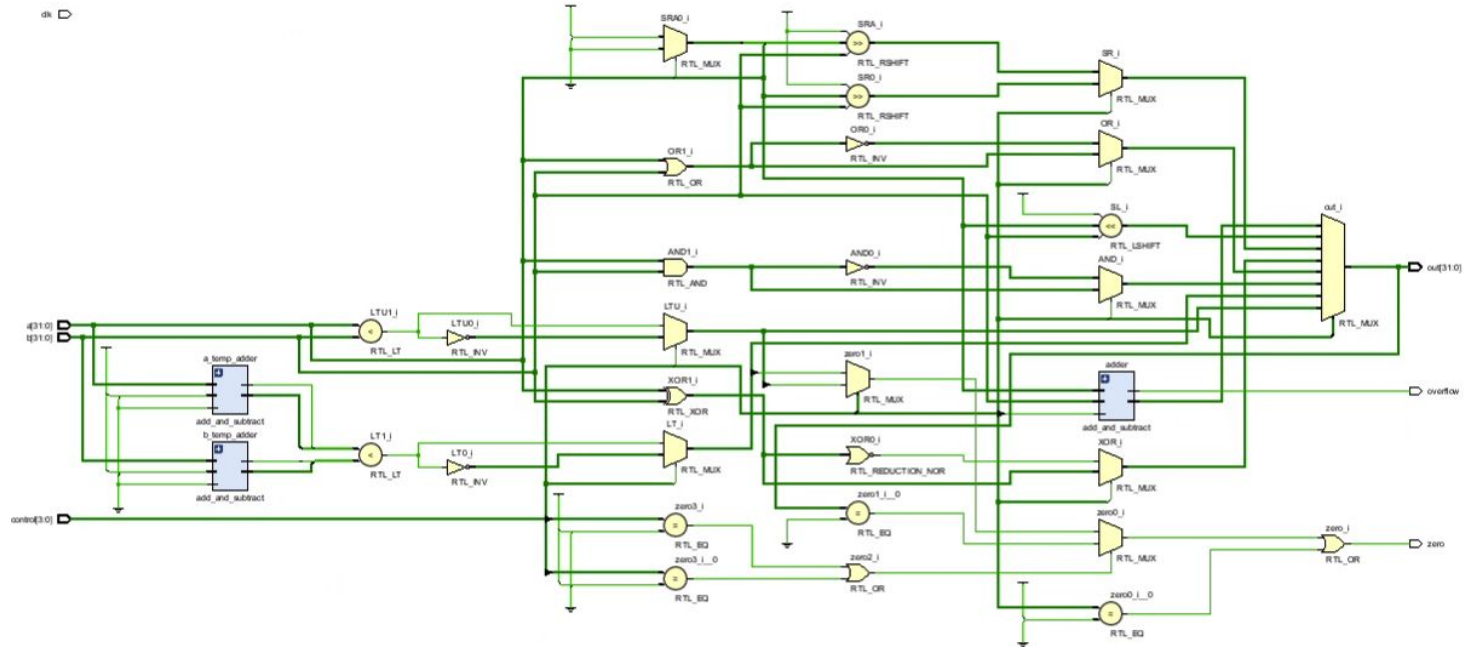 clk
SRA0_i
RTL_MUX
SRA_i
>>
RTL_RSHIFT
SR0_i
>>
RTL_RSHIFT
SR_i
RTL_MUX
OR1_i
RTL_OR
OR0_i
RTL_INV
OR_i
RTL_MUX
SL_i
<<
RTL_LSHIFT
out_i
RTL_MUX
out[31:0]
AND1_i
RTL_AND
AND0_i
RTL_INV
AND_i
RTL_MUX
a[31:0]
b[31:0]
LTU1_i
<
RTL_LT
LTU0_i
RTL_INV
LTU_i
RTL_MUX
zero1_i
RTL_MUX
a_temp_adder
+
add_and_subtract
b_temp_adder
+
add_and_subtract
XOR1_i
RTL_XOR
adder
+
add_and_subtract
overflow
LT1_i
<
RTL_LT
LT0_i
RTL_INV
LT_i
RTL_MUX
XOR0_i
RTL_REDUCTION_NOR
XOR_i
RTL_MUX
control[3:0]
zero3_i
=
RTL_EQ
zero3_i__0
=
RTL_EQ
zero2_i
RTL_OR
zero1_i__0
=
RTL_EQ
zero0_i
RTL_MUX
zero_i
RTL_OR
zero
zero0_i__0
=
RTL_EQ